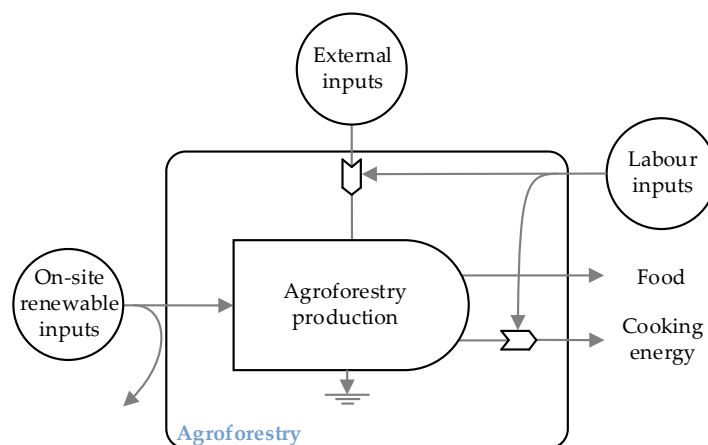 External
inputs
Labour
inputs
On-site
renewable
inputs
Agroforestry
production
Food
Cooking
energy
Agroforestry